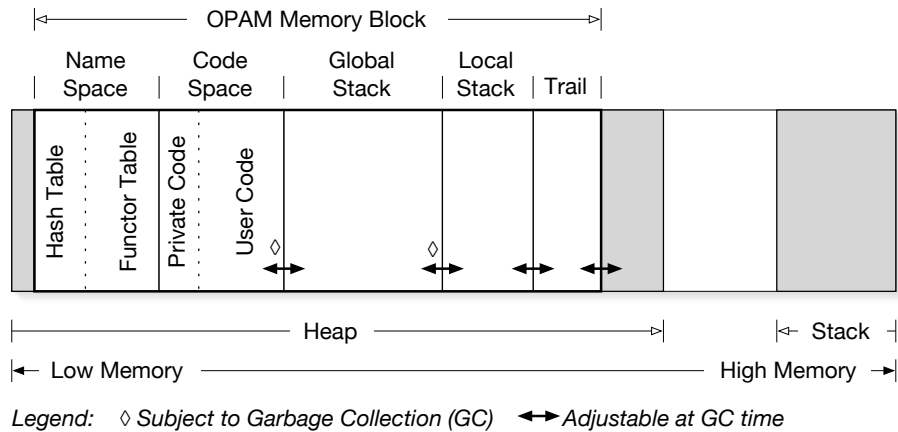 OPAM Memory Block
Name Space
Code Space
Global Stack
Local Stack
Trail
Hash Table
Functor Table
Private Code
User Code
Heap
Stack
Low Memory
High Memory
Legend: ◊ Subject to Garbage Collection (GC) ↔ Adjustable at GC time